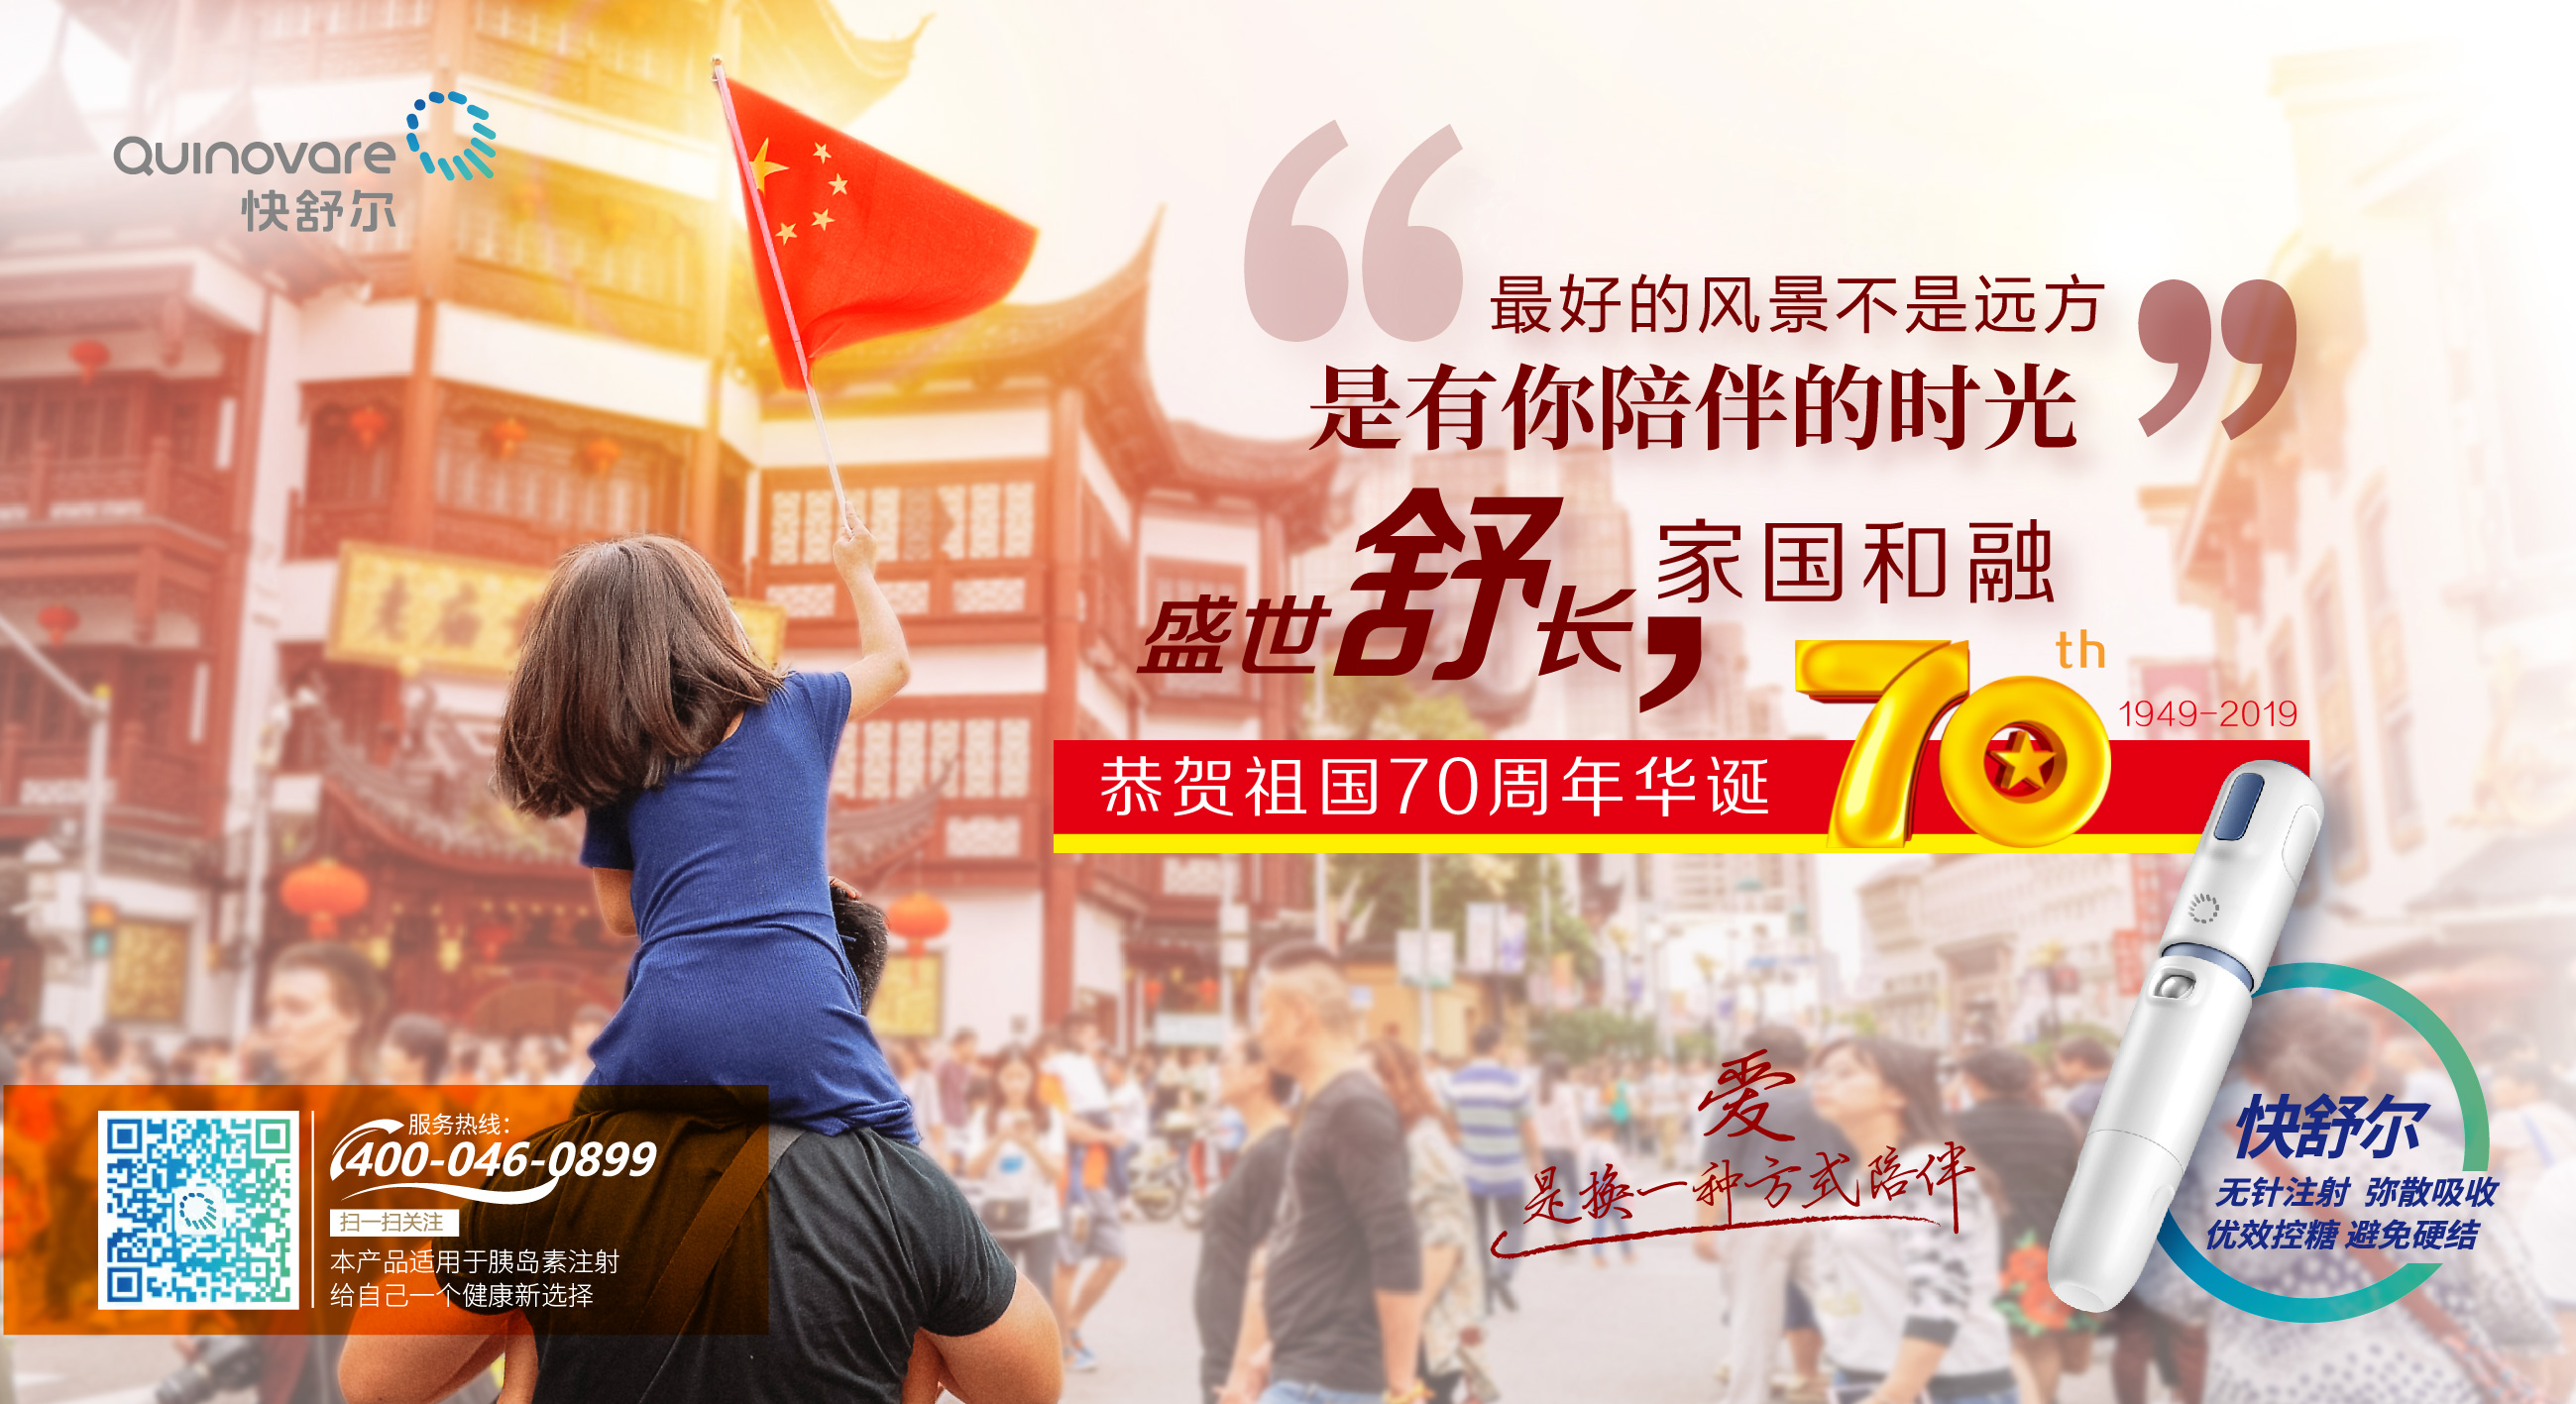 Quinovare
快舒尔
最好的风景不是远方
是有你陪伴的时光
盛世舒长,家国和融
70th
1949-2019
恭贺祖国70周年华诞
爱
是换一种方式陪伴
快舒尔
无针注射 弥散吸收
优效控糖 避免硬结
服务热线：
400-046-0899
扫一扫关注
本产品适用于胰岛素注射
给自己一个健康新选择